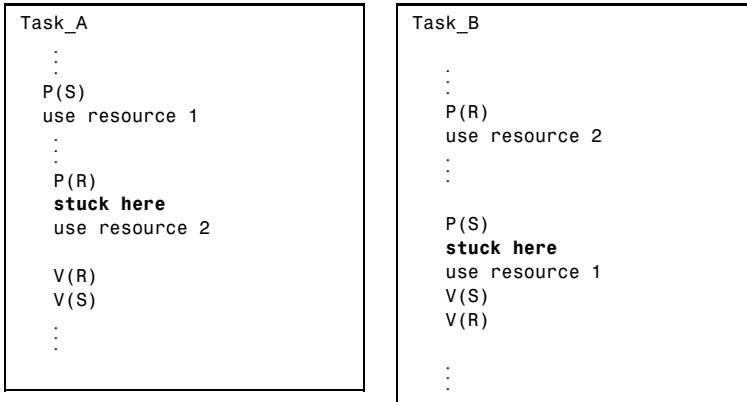 Task_A
.
.
.
P(S)
use resource 1
.
.
.
P(R)
stuck here
use resource 2
V(R)
V(S)
.
.
.
Task_B
.
.
.
P(R)
use resource 2
.
.
.
P(S)
stuck here
use resource 1
V(S)
V(R)
.
.
.